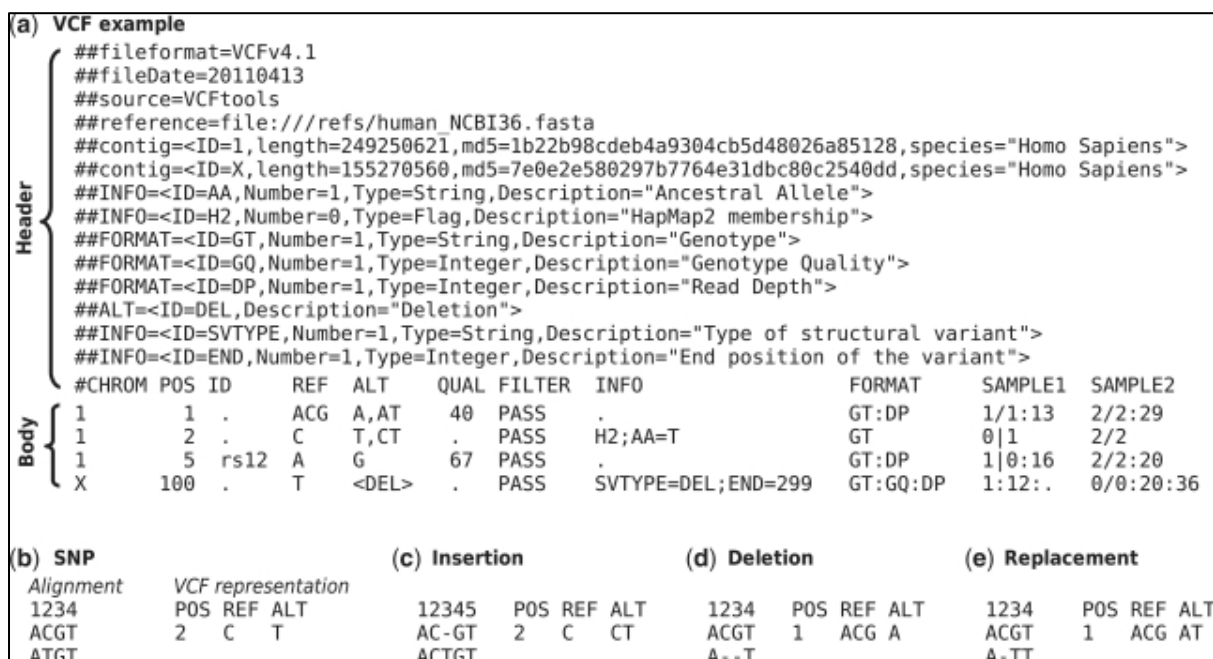 (a) VCF example
##fileformat=VCFv4.1
##fileDate=20110413
##source=VCFtools
##reference=file:///refs/human_NCBI36.fasta
##contig=<ID=1,length=249250621,md5=1b22b98cdeb4a9304cb5d48026a85128,species="Homo Sapiens">
##contig=<ID=X,length=155270560,md5=7e0e2e580297b7764e31dbc80c2540dd,species="Homo Sapiens">
##INFO=<ID=AA,Number=1,Type=String,Description="Ancestral Allele">
##INFO=<ID=H2,Number=0,Type=Flag,Description="HapMap2 membership">
##FORMAT=<ID=GT,Number=1,Type=String,Description="Genotype">
##FORMAT=<ID=GQ,Number=1,Type=Integer,Description="Genotype Quality">
##FORMAT=<ID=DP,Number=1,Type=Integer,Description="Read Depth">
##ALT=<ID=DEL,Description="Deletion">
##INFO=<ID=SVTYPE,Number=1,Type=String,Description="Type of structural variant">
##INFO=<ID=END,Number=1,Type=Integer,Description="End position of the variant">
#CHROM POS ID REF ALT QUAL FILTER INFO FORMAT SAMPLE1 SAMPLE2
Header
1 1 . ACG A,AT 40 PASS . GT:DP 1/1:13 2/2:29
1 2 . C T,CT . PASS H2;AA=T GT 0|1 2/2
1 5 rs12 A G 67 PASS . GT:DP 1|0:16 2/2:20
X 100 . T <DEL> . PASS SVTYPE=DEL;END=299 GT:GQ:DP 1:12:. 0/0:20:36
Body
(b) SNP (c) Insertion (d) Deletion (e) Replacement
Alignment VCF representation
1234 POS REF ALT 12345 POS REF ALT 1234 POS REF ALT 1234 POS REF ALT
ACGT 2 C T AC-GT 2 C CT ACGT 1 ACG A ACGT 1 ACG AT
ATGT ACTGT A--T A-TT